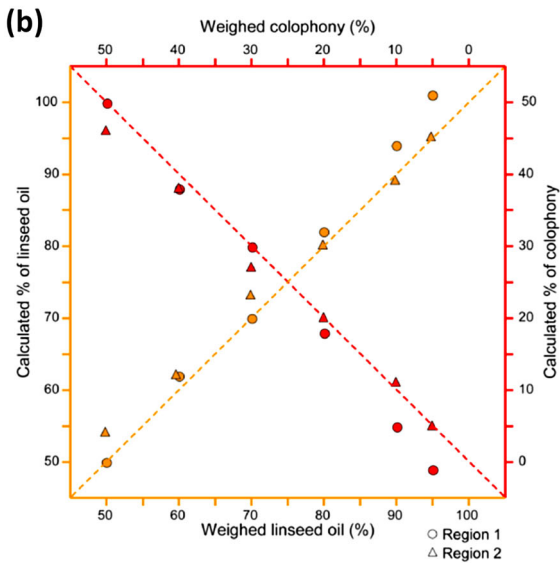 (b)
Weighed colophony (%)
50 40 30 20 10 0
Calculated % of linseed oil
100
90
80
70
60
50
50
40
30
20
10
0
Calculated % of colophony
50 60 70 80 90 100
Weighed linseed oil (%)
Region 1
Region 2